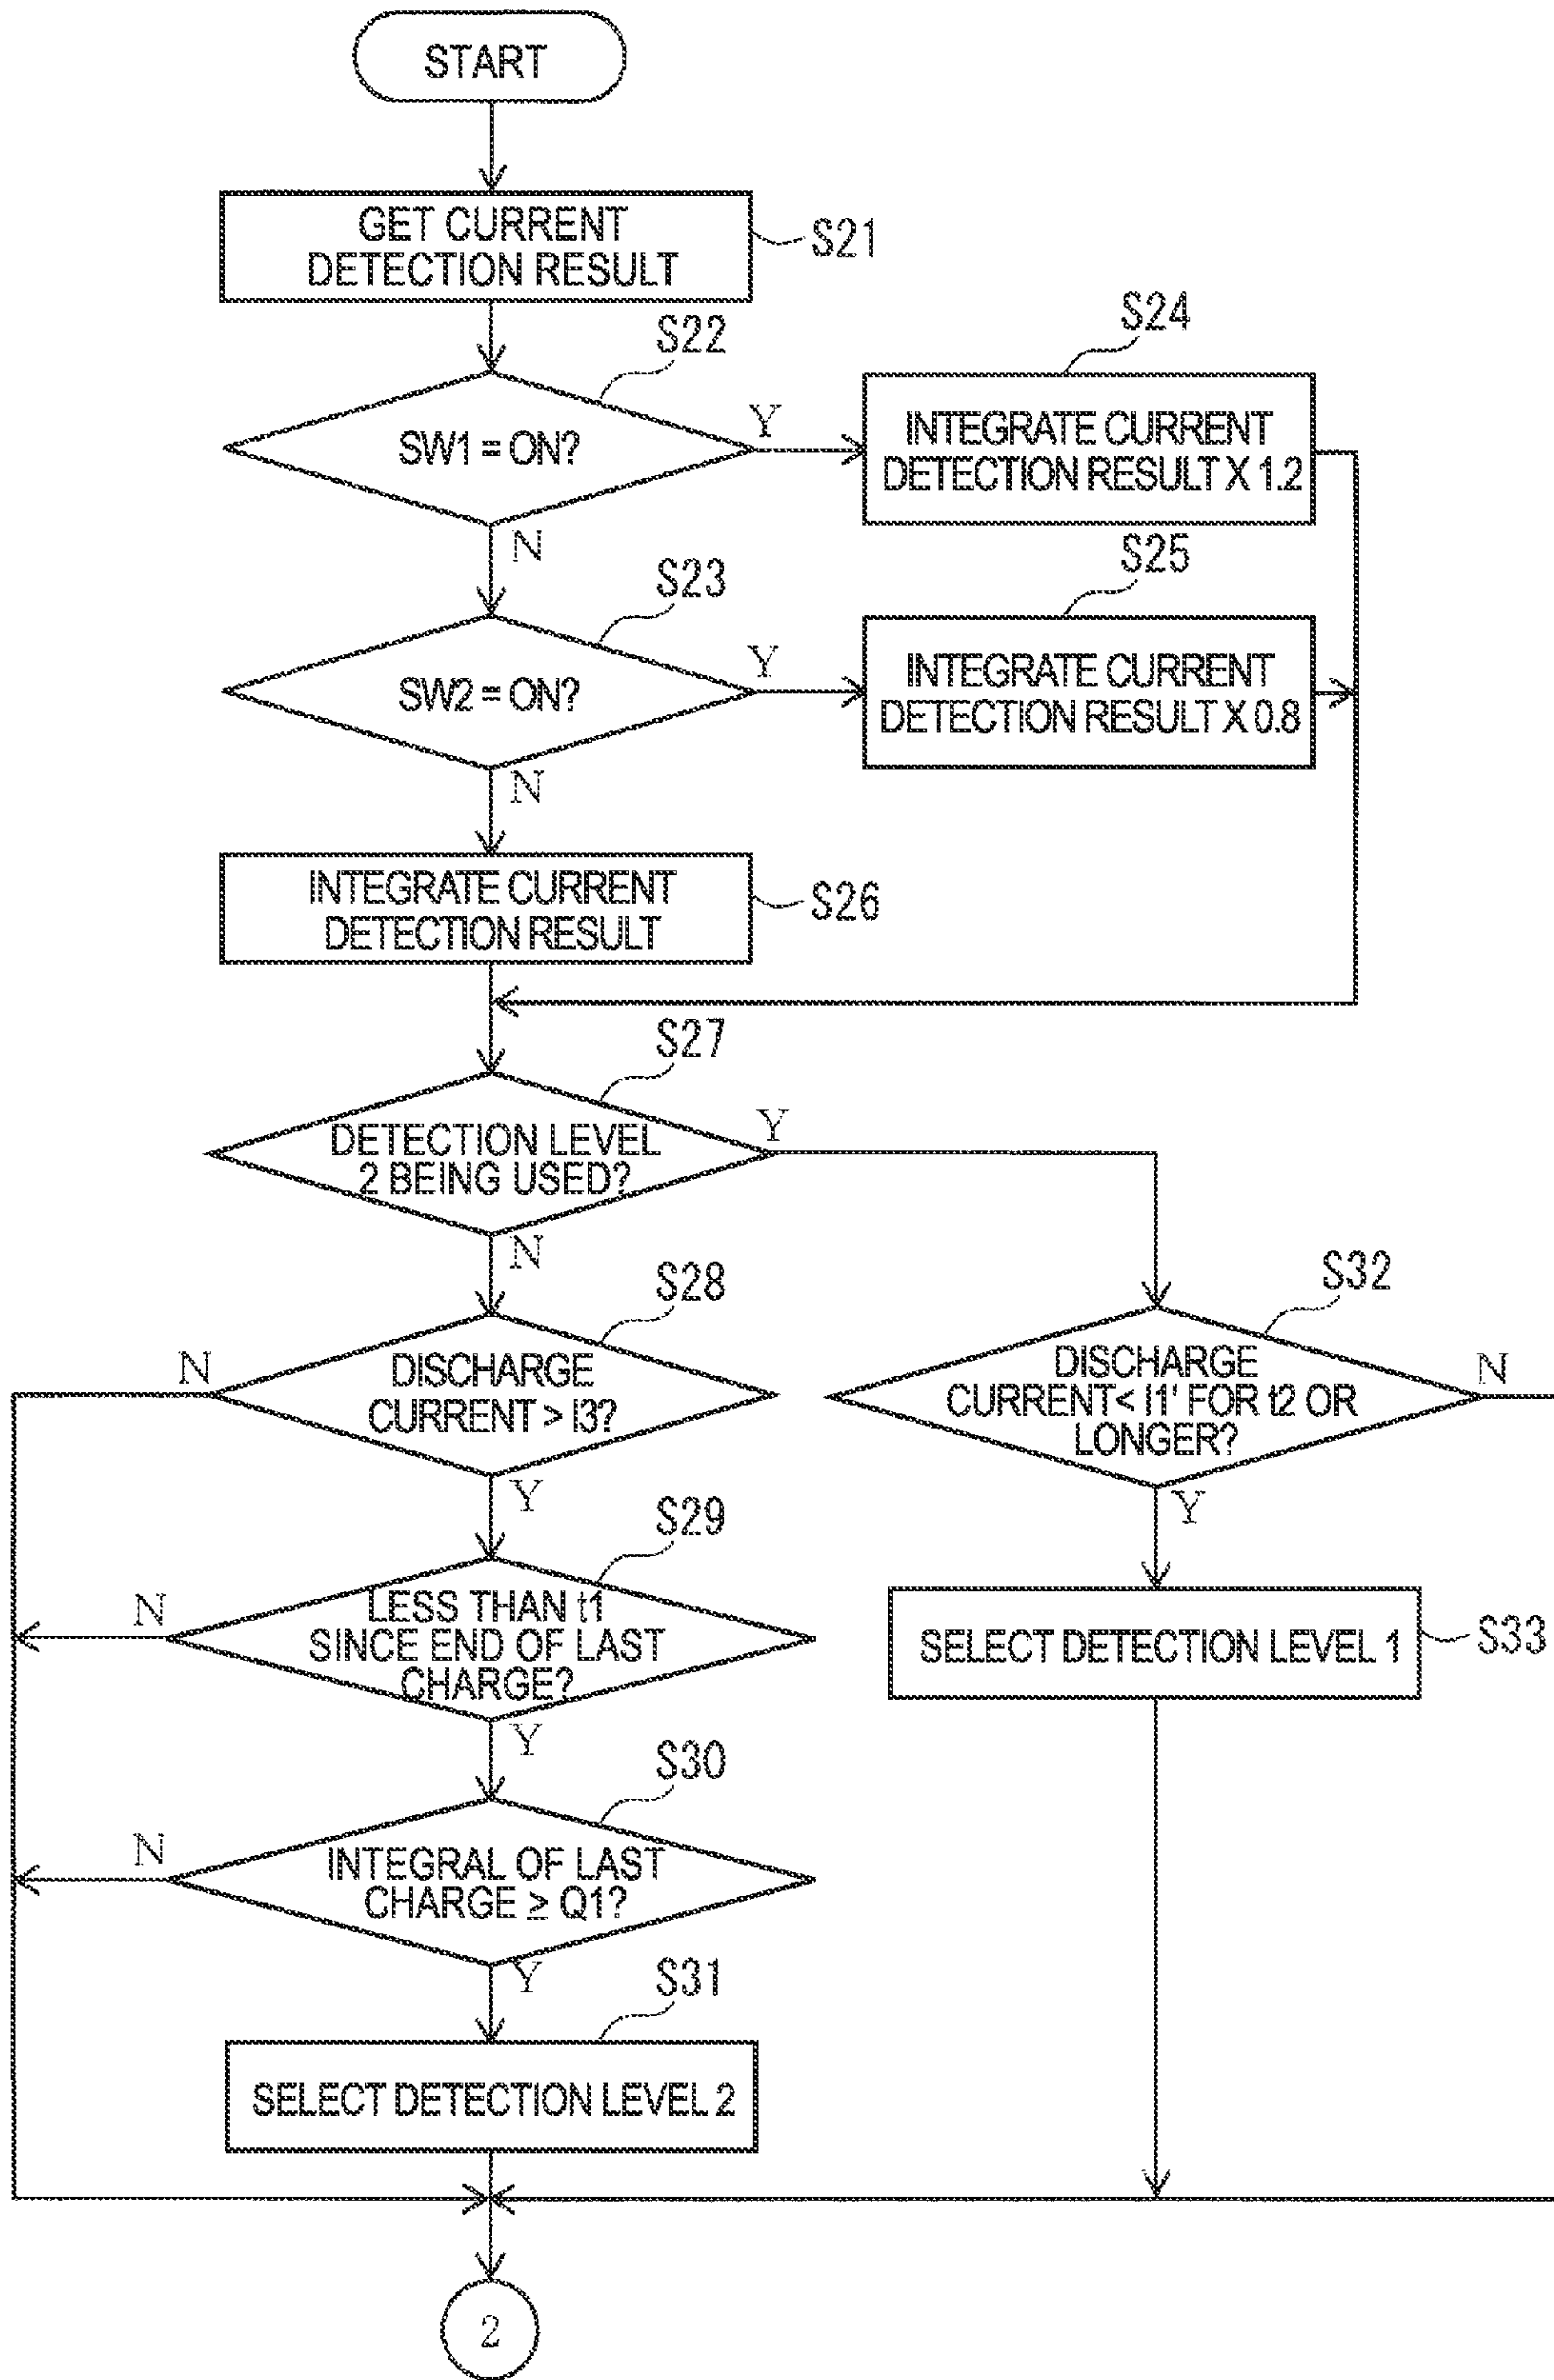 START
GET CURRENT
DETECTION RESULT
S21
S22
SW1 = ON?
Y
N
S24
INTEGRATE CURRENT
DETECTION RESULT X 1.2
S23
SW2 = ON?
Y
N
S25
INTEGRATE CURRENT
DETECTION RESULT X 0.8
INTEGRATE CURRENT
DETECTION RESULT
S26
S27
DETECTION LEVEL
2 BEING USED?
Y
N
S28
DISCHARGE
CURRENT > I3?
N
Y
S32
DISCHARGE
CURRENT< I1' FOR t2 OR
LONGER?
N
Y
S29
LESS THAN t1
SINCE END OF LAST
CHARGE?
N
Y
SELECT DETECTION LEVEL 1
S33
S30
INTEGRAL OF LAST
CHARGE ≥ Q1?
N
Y
S31
SELECT DETECTION LEVEL 2
2